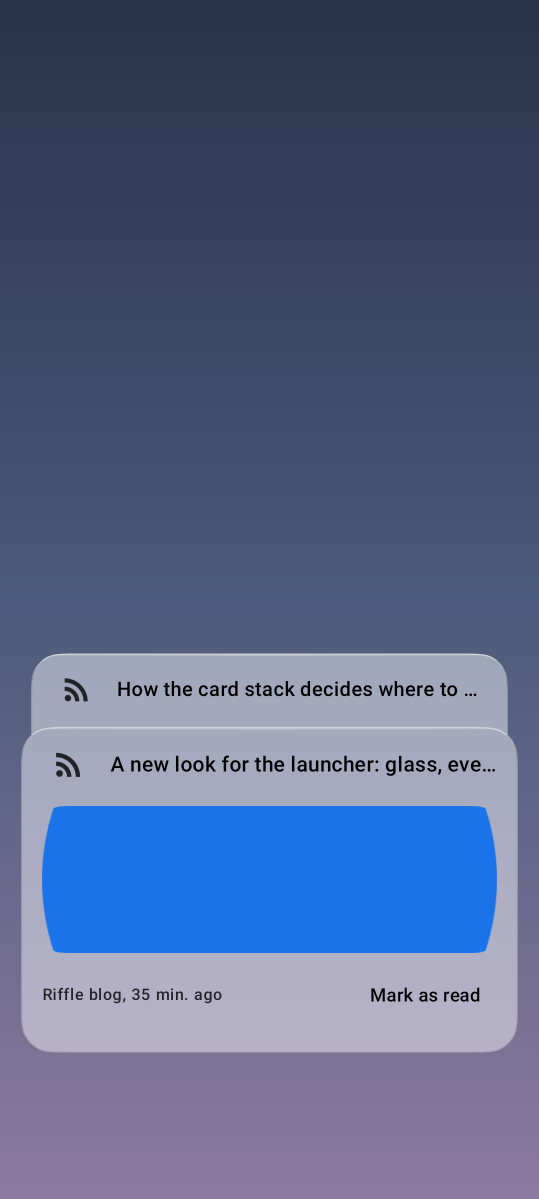 How the card stack decides where to …
A new look for the launcher: glass, eve…
Riffle blog, 35 min. ago
Mark as read